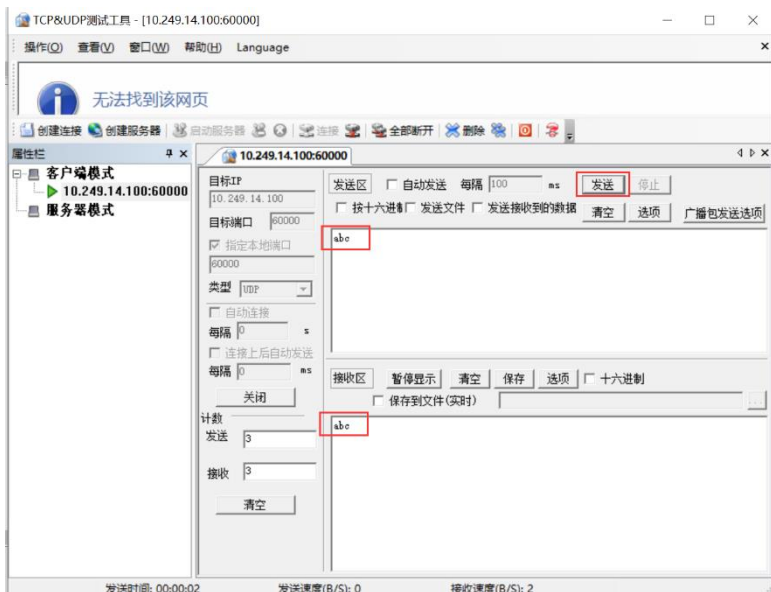 TCP&UDP测试工具 - [10.249.14.100:60000]
操作(O) 查看(V) 窗口(W) 帮助(H) Language
无法找到该网页
创建连接 创建服务器 启动服务器 连接 全部断开 删除
属性栏
10.249.14.100:60000
客户端模式
10.249.14.100:60000
服务器模式
目标IP
10.249.14.100
目标端口 60000
指定本地端口
60000
类型 UDP
自动连接
每隔 0 s
连接上后自动发送
每隔 0 ms
关闭
计数
发送 3
接收 3
清空
发送区 自动发送 每隔 100 ms 发送 停止
按十六进制 发送文件 发送接收到的数据 清空 选项 广播包发送选项
abc
接收区 暂停显示 清空 保存 选项 十六进制
保存到文件(实时) ...
abc
发送时间: 00:00:02 发送速度(B/S): 0 接收速度(B/S): 2